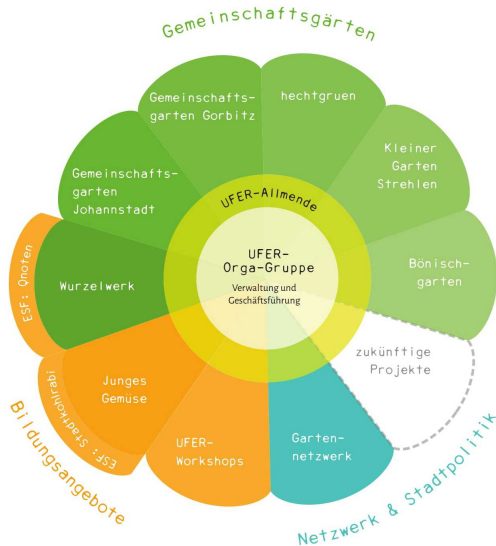 Gemeinschaftsgärten
Gemeinschafts-
garten Gorbitz
hechtgruen
Kleiner
Garten
Strehlen
Gemeinschafts-
garten
Johannstadt
UFER-Allmende
UFER-
Orga-Gruppe
Verwaltung und
Geschäftsführung
Bönisch-
garten
ESF: Qnoten
Wurzelwerk
zukünftige
Projekte
Junges
Gemüse
ESF: Stadtkohlrabi
UFER-
Workshops
Garten-
netzwerk
Bildungsangebote
Netzwerk & Stadtpolitik